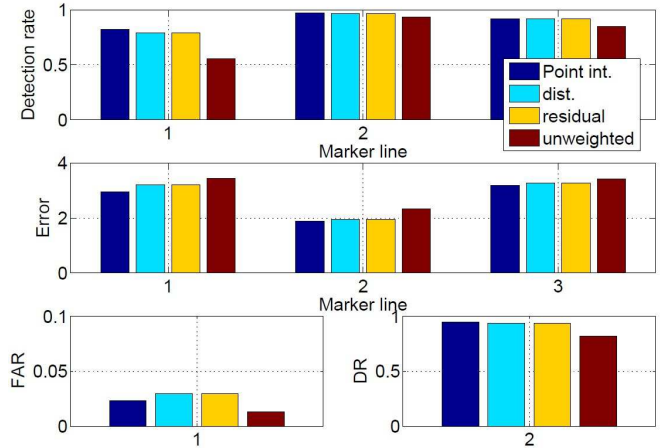 Detection rate
1
0.5
0
1
2
Marker line
Point int.
dist.
residual
unweighted
Error
4
2
0
1
2
3
Marker line
FAR
0.1
0.05
0
1
DR
1
0.5
0
2